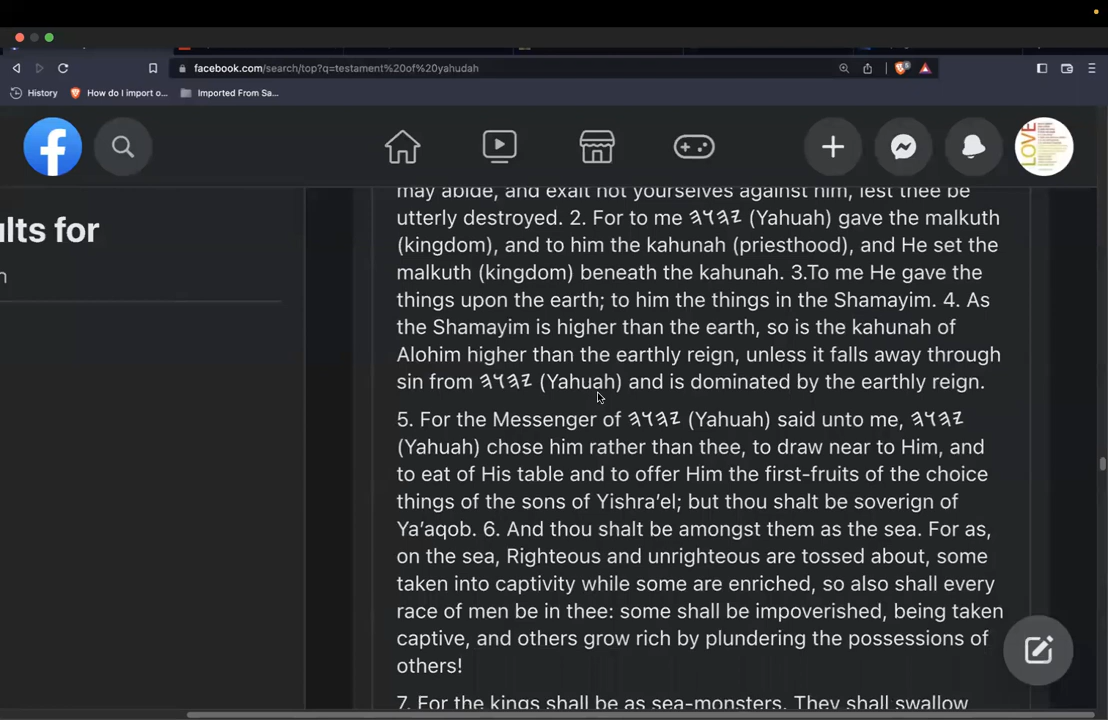 facebook.com/search/top?q=testament%20of%20yahudah
History
How do I import o...
Imported From Sa...
LOVE
ults for
n
may abide, and exalt not yourselves against him, lest thee be
utterly destroyed. 2. For to me 𐤉𐤄𐤅𐤄 (Yahuah) gave the malkuth
(kingdom), and to him the kahunah (priesthood), and He set the
malkuth (kingdom) beneath the kahunah. 3.To me He gave the
things upon the earth; to him the things in the Shamayim. 4. As
the Shamayim is higher than the earth, so is the kahunah of
Alohim higher than the earthly reign, unless it falls away through
sin from 𐤉𐤄𐤅𐤄 (Yahuah) and is dominated by the earthly reign.
5. For the Messenger of 𐤉𐤄𐤅𐤄 (Yahuah) said unto me, 𐤉𐤄𐤅𐤄
(Yahuah) chose him rather than thee, to draw near to Him, and
to eat of His table and to offer Him the first-fruits of the choice
things of the sons of Yishra’el; but thou shalt be soverign of
Ya’aqob. 6. And thou shalt be amongst them as the sea. For as,
on the sea, Righteous and unrighteous are tossed about, some
taken into captivity while some are enriched, so also shall every
race of men be in thee: some shall be impoverished, being taken
captive, and others grow rich by plundering the possessions of
others!
7. For the kings shall be as sea-monsters. They shall swallow